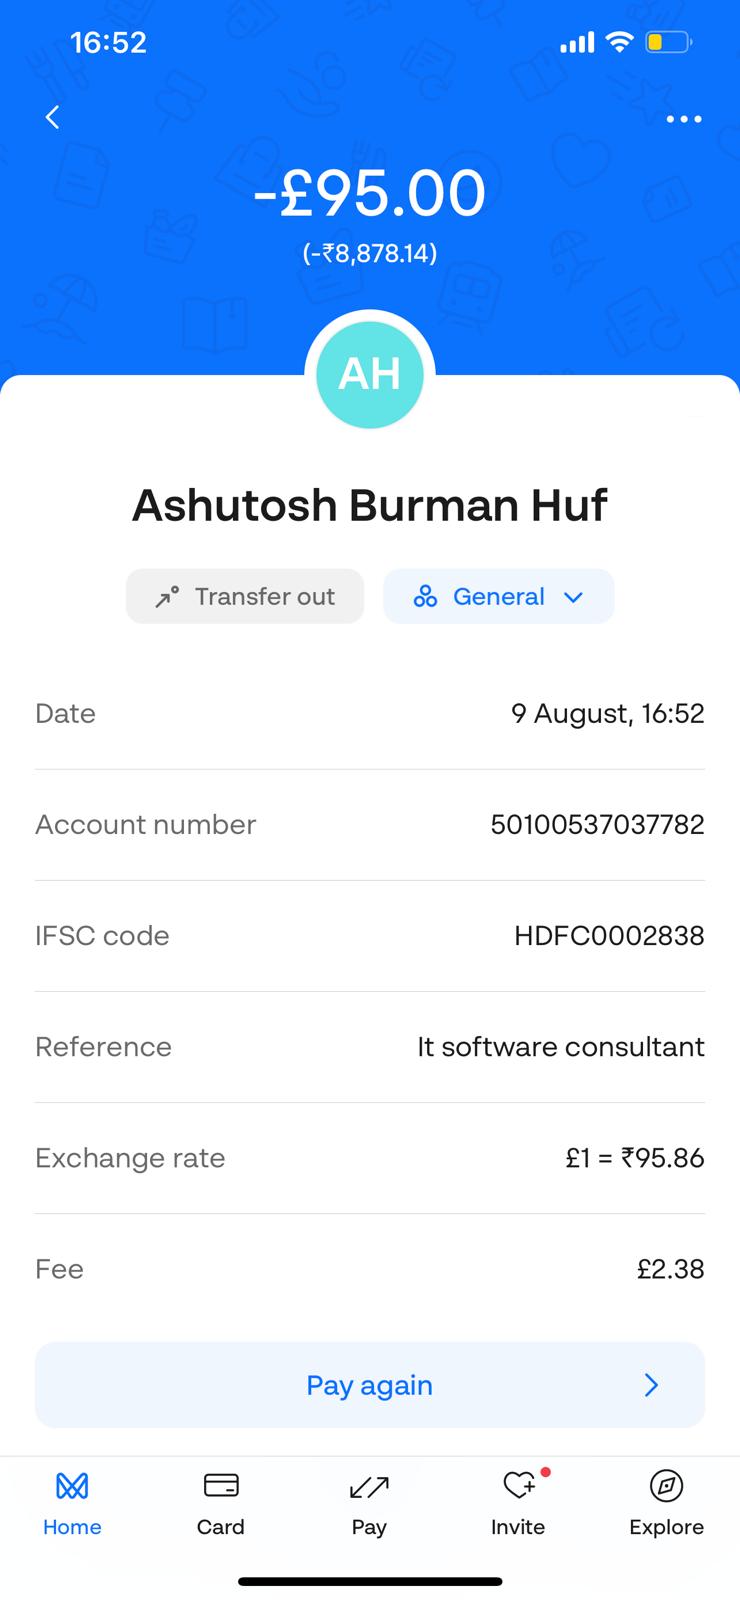 16:52
-£95.00
(-₹8,878.14)
AH
Ashutosh Burman Huf
Transfer out
General
Date 9 August, 16:52
Account number 50100537037782
IFSC code HDFC0002838
Reference It software consultant
Exchange rate £1 = ₹95.86
Fee £2.38
Pay again
Home Card Pay Invite Explore